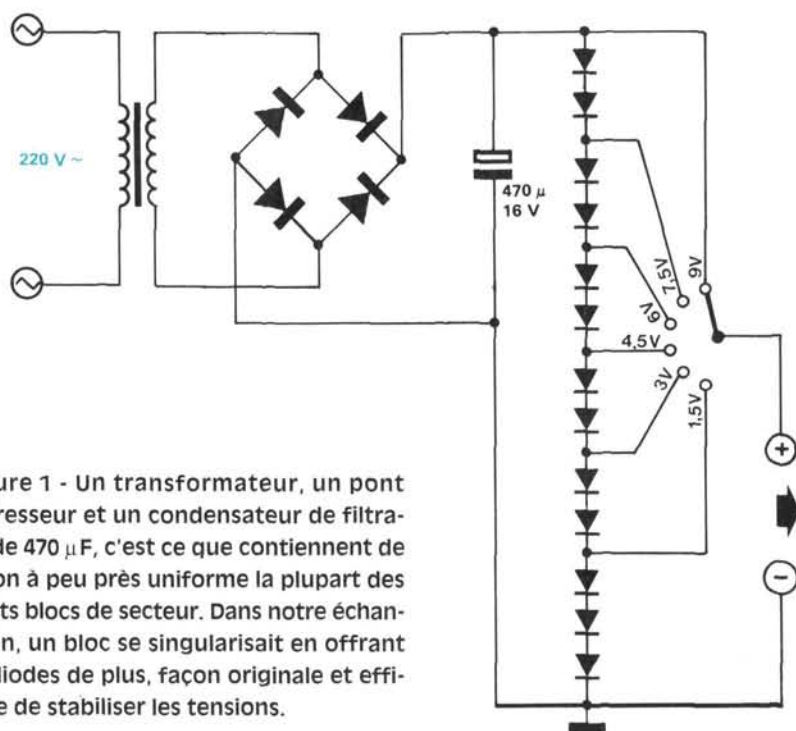 220 V ~
470 µ
16 V
9V
7,5V
6V
4,5V
3V
1,5V
+
−
ure 1 - Un transformateur, un pont
resseur et un condensateur de filtra-
de 470 µF, c'est ce que contiennent de
on à peu près uniforme la plupart des
ts blocs de secteur. Dans notre échan-
n, un bloc se singularisait en offrant
iodes de plus, façon originale et effi-
e de stabiliser les tensions.